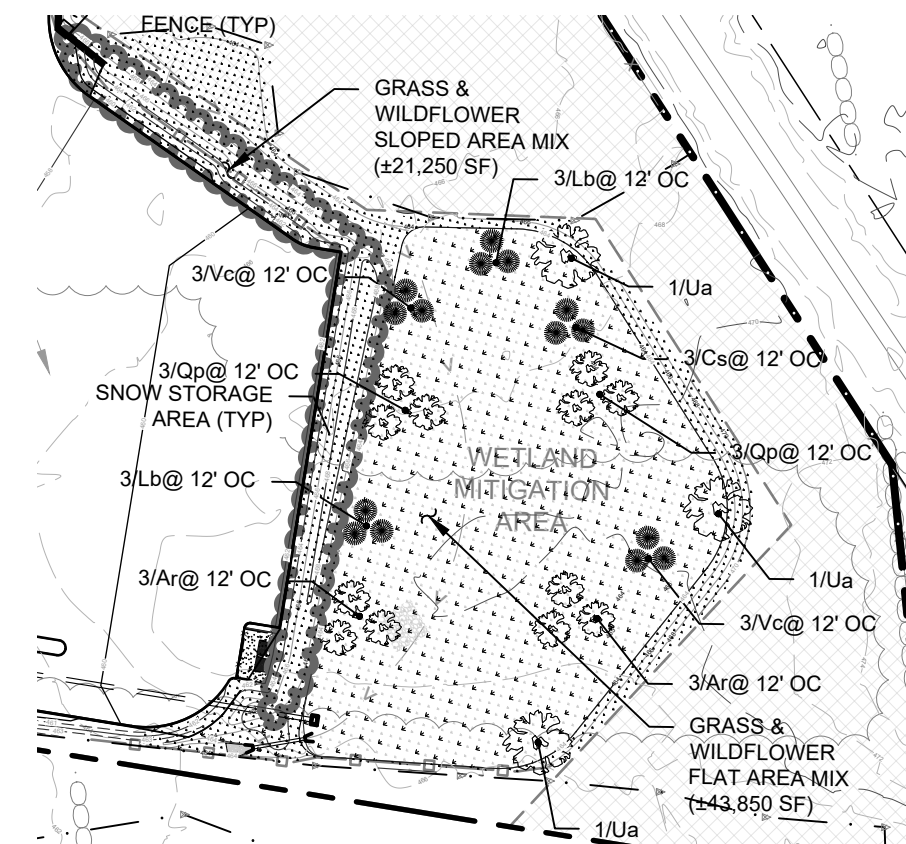 FENCE (TYP)
GRASS &
WILDFLOWER
SLOPED AREA MIX
(±21,250 SF)
3/Lb@ 12' OC
3/Vc@ 12' OC
1/Ua
3/Cs@ 12' OC
3/Qp@ 12' OC
SNOW STORAGE
AREA (TYP)
3/Qp@ 12' OC
WETLAND
MITIGATION
AREA
3/Lb@ 12' OC
3/Ar@ 12' OC
1/Ua
3/Vc@ 12' OC
3/Ar@ 12' OC
GRASS &
WILDFLOWER
FLAT AREA MIX
(±43,850 SF)
1/Ua
468
470